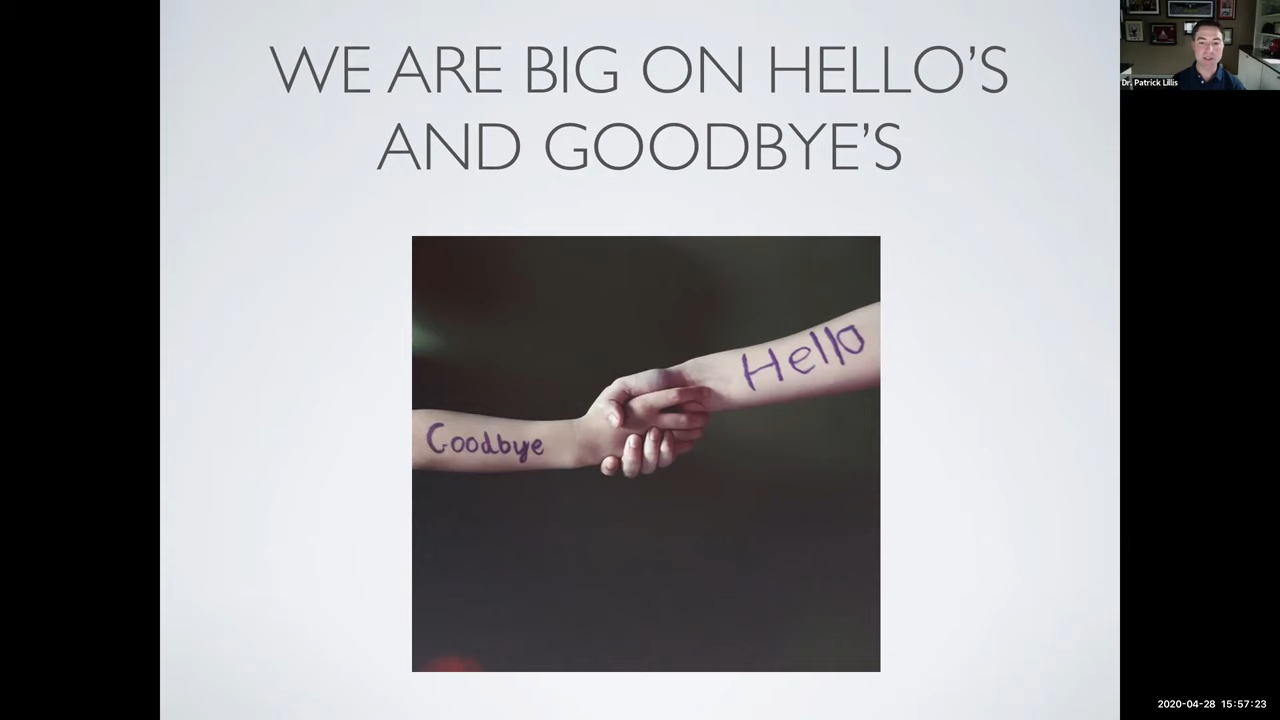 WE ARE BIG ON HELLO'S
AND GOODBYE'S
Dr. Patrick Lillis
Hello
Goodbye
2020-04-28 15:57:23